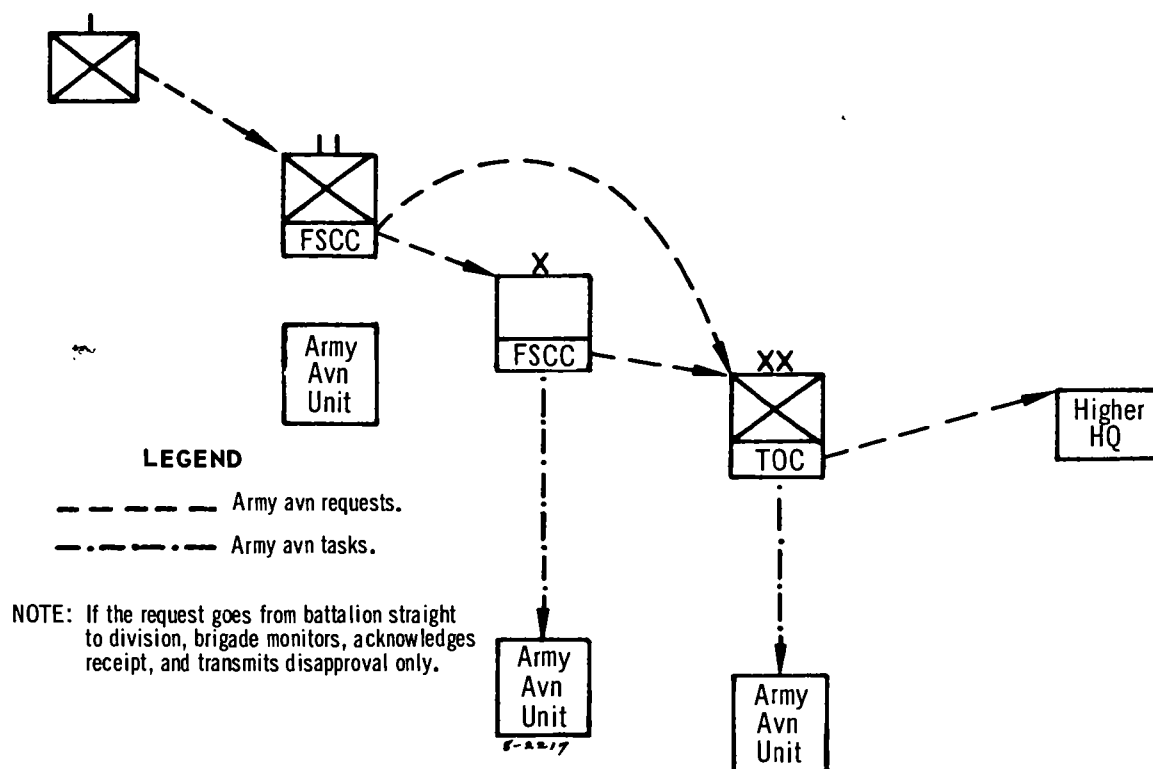 FSCC
X
FSCC
XX
TOC
Higher
HQ
Army
Avn
Unit
LEGEND
Army avn requests.
Army avn tasks.
NOTE: If the request goes from battalion straight
to division, brigade monitors, acknowledges
receipt, and transmits disapproval only.
Army
Avn
Unit
5-2217
Army
Avn
Unit